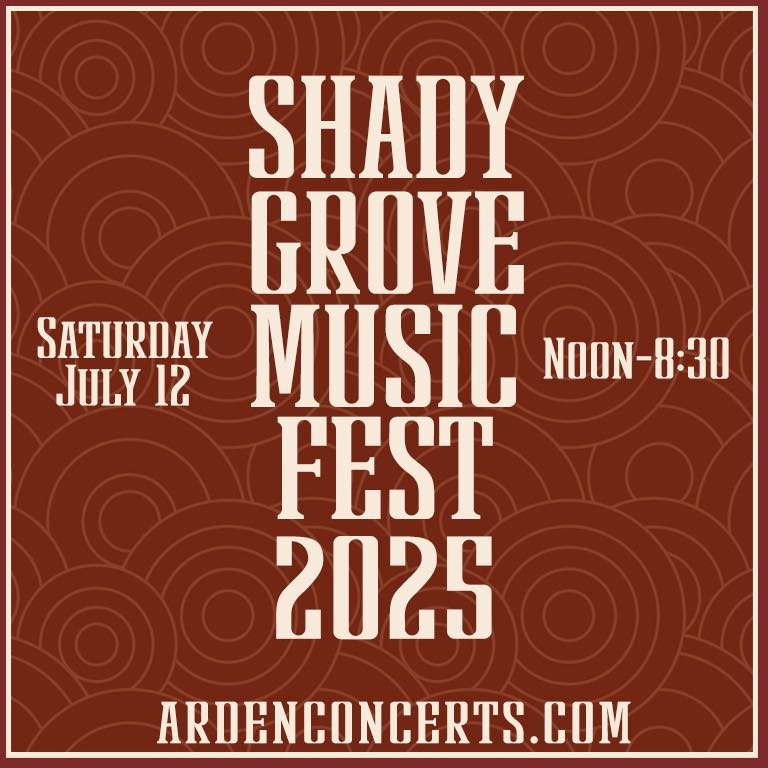 SHADY
GROVE
MUSIC
FEST
2025
SATURDAY
JULY 12
NOON-8:30
ARDENCONCERTS.COM